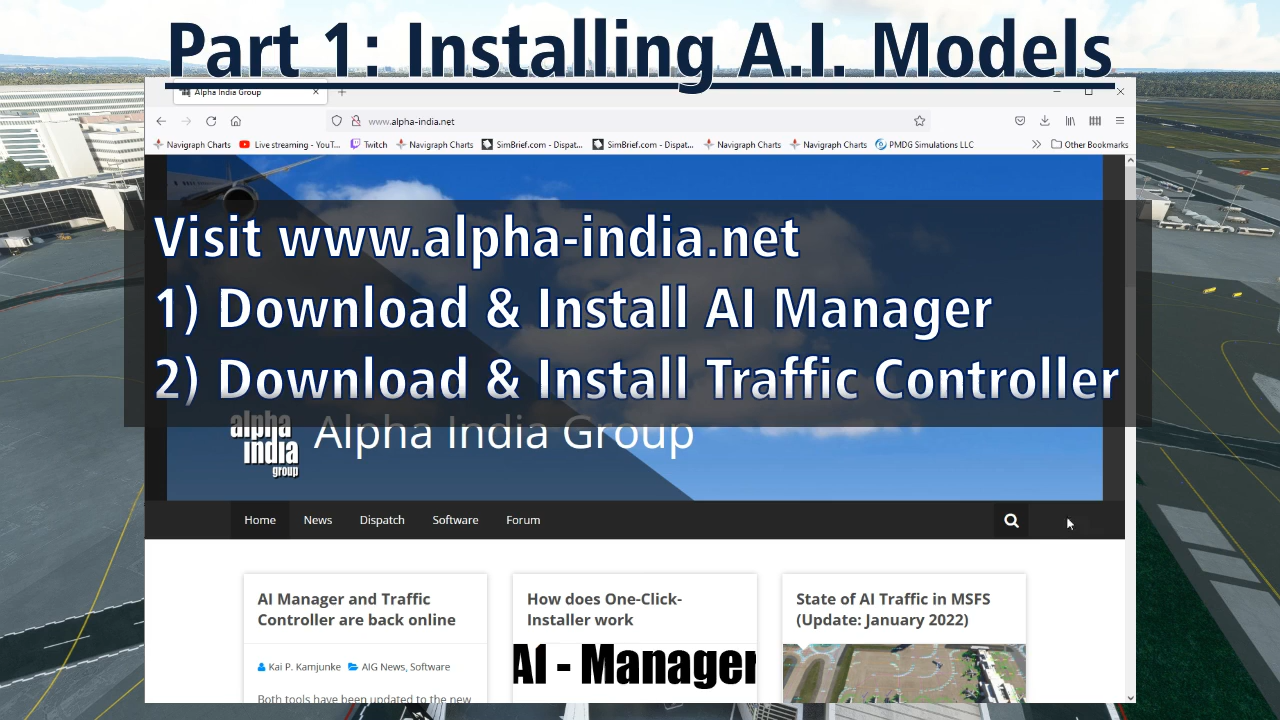 Part 1: Installing A.I. Models
Alpha India Group
www.alpha-india.net
Navigraph Charts Live streaming - YouT... Twitch Navigraph Charts SimBrief.com - Dispat... SimBrief.com - Dispat... Navigraph Charts Navigraph Charts PMDG Simulations LLC Other Bookmarks
Visit www.alpha-india.net
1) Download & Install AI Manager
2) Download & Install Traffic Controller
alpha
india
group
Alpha India Group
Home News Dispatch Software Forum
AI Manager and Traffic
Controller are back online
Kai P. Kamjunke AIG News, Software
Both tools have been updated to the new
How does One-Click-
Installer work
AI - Manager
State of AI Traffic in MSFS
(Update: January 2022)